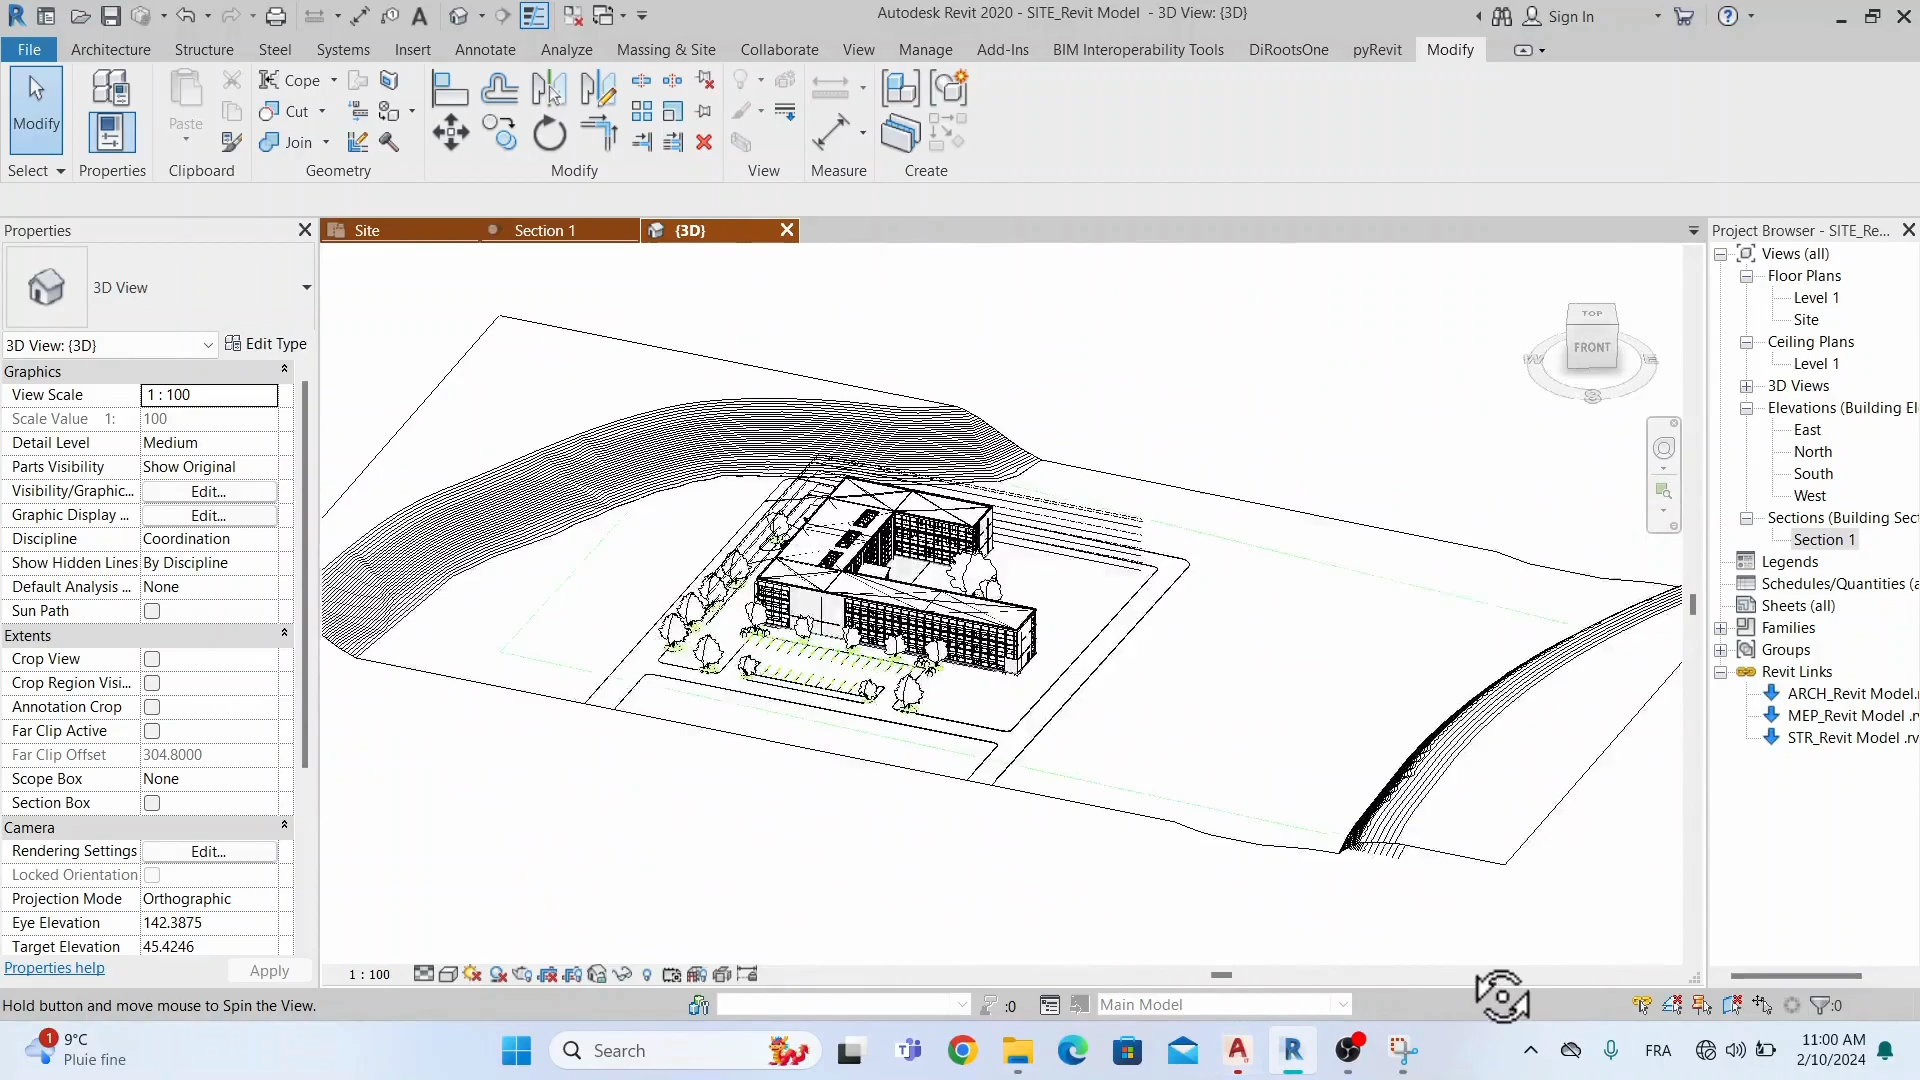 Autodesk Revit 2020 - SITE_Revit Model - 3D View: {3D}
Sign In
File Architecture Structure Steel Systems Insert Annotate Analyze Massing & Site Collaborate View Manage Add-Ins BIM Interoperability Tools DiRootsOne pyRevit Modify
Cope
Modify
Paste
Cut
Join
Select Properties Clipboard Geometry Modify View Measure Create
Properties
Site
Section 1
{3D}
Project Browser - SITE_Re...
3D View
3D View: {3D}
Edit Type
Graphics
View Scale 1 : 100
Scale Value 1: 100
Detail Level Medium
Parts Visibility Show Original
Visibility/Graphic... Edit...
Graphic Display ... Edit...
Discipline Coordination
Show Hidden Lines By Discipline
Default Analysis ... None
Sun Path
Extents
Crop View
Crop Region Visi...
Annotation Crop
Far Clip Active
Far Clip Offset 304.8000
Scope Box None
Section Box
Camera
Rendering Settings Edit...
Locked Orientation
Projection Mode Orthographic
Eye Elevation 142.3875
Target Elevation 45.4246
Properties help
Apply
TOP
FRONT
S
Views (all)
Floor Plans
Level 1
Site
Ceiling Plans
Level 1
3D Views
Elevations (Building El
East
North
South
West
Sections (Building Sect
Section 1
Legends
Schedules/Quantities (a
Sheets (all)
Families
Groups
Revit Links
ARCH_Revit Model.r
MEP_Revit Model .rv
STR_Revit Model .rv
1 : 100
Hold button and move mouse to Spin the View.
:0
Main Model
:0
1
9°C
Pluie fine
Search
FRA
11:00 AM
2/10/2024